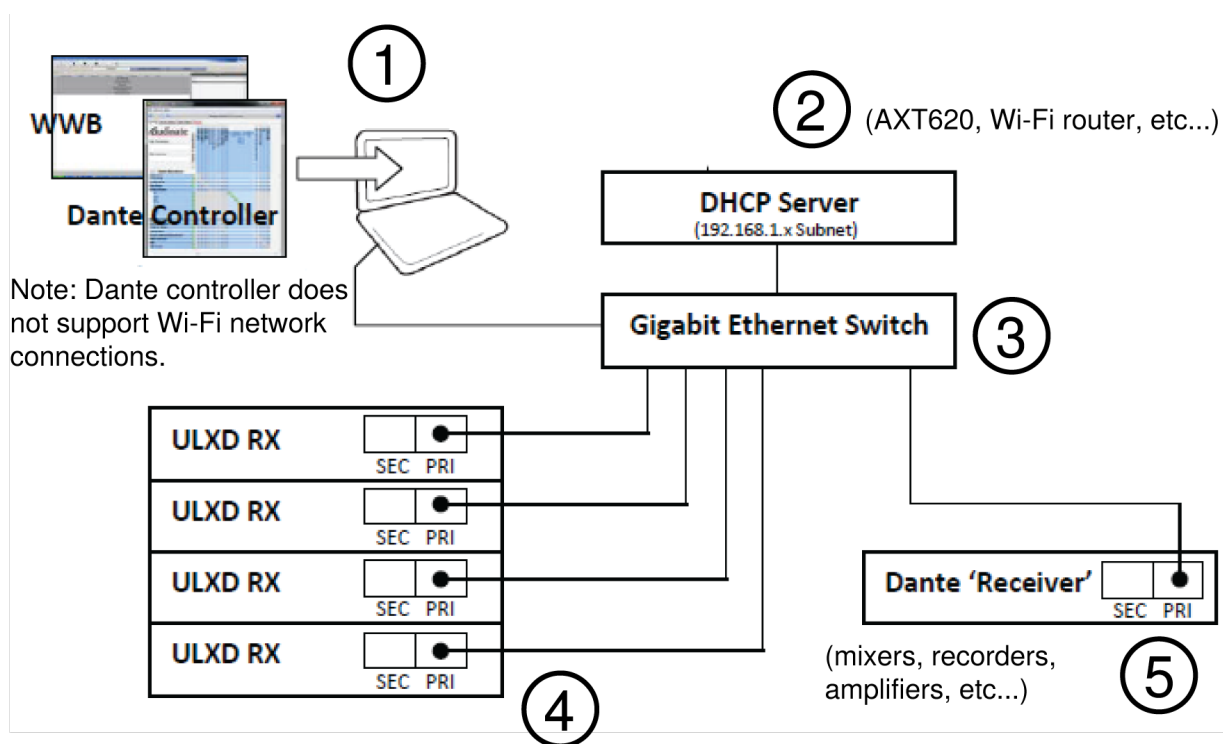 1
2
(AXT620, Wi-Fi router, etc...)
WWB
Audinate
Dante Controller
DHCP Server
(192.168.1.x Subnet)
Note: Dante controller does
not support Wi-Fi network
connections.
Gigabit Ethernet Switch
3
ULXD RX
SEC PRI
ULXD RX
SEC PRI
ULXD RX
SEC PRI
ULXD RX
SEC PRI
4
Dante ‘Receiver’
SEC PRI
(mixers, recorders,
amplifiers, etc...)
5